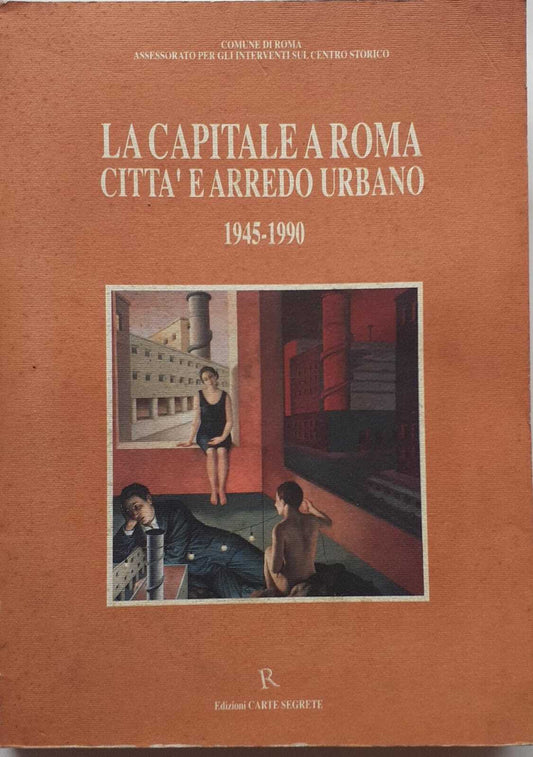 COMUNE DI ROMA
ASSESSORATO PER GLI INTERVENTI SUL CENTRO STORICO
LA CAPITALE A ROMA
CITTA' E ARREDO URBANO
1945-1990
R
Edizioni CARTE SEGRETE